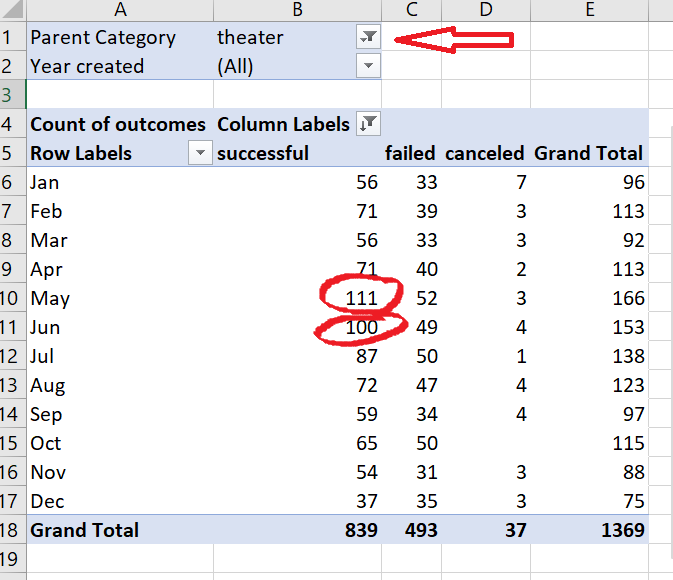 A B C D E
1 Parent Category theater
2 Year created (All)
3
4 Count of outcomes Column Labels
5 Row Labels successful failed canceled Grand Total
6 Jan 56 33 7 96
7 Feb 71 39 3 113
8 Mar 56 33 3 92
9 Apr 71 40 2 113
10 May 111 52 3 166
11 Jun 100 49 4 153
12 Jul 87 50 1 138
13 Aug 72 47 4 123
14 Sep 59 34 4 97
15 Oct 65 50 115
16 Nov 54 31 3 88
17 Dec 37 35 3 75
18 Grand Total 839 493 37 1369
19